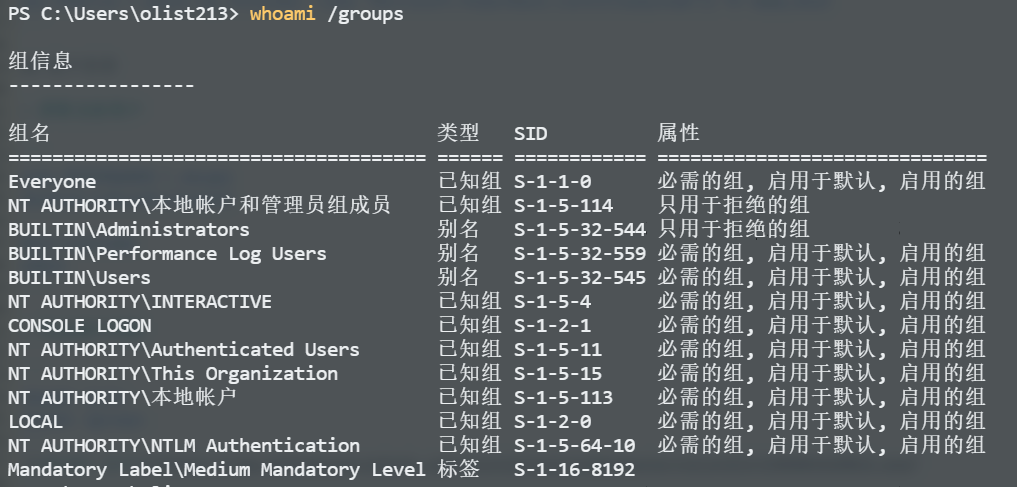 PS C:\Users\olist213> whoami /groups
组信息
-----------------
组名 类型 SID 属性
====================================== ====== ============ ==============================
Everyone 已知组 S-1-1-0 必需的组, 启用于默认, 启用的组
NT AUTHORITY\本地帐户和管理员组成员 已知组 S-1-5-114 只用于拒绝的组
BUILTIN\Administrators 别名 S-1-5-32-544 只用于拒绝的组
BUILTIN\Performance Log Users 别名 S-1-5-32-559 必需的组, 启用于默认, 启用的组
BUILTIN\Users 别名 S-1-5-32-545 必需的组, 启用于默认, 启用的组
NT AUTHORITY\INTERACTIVE 已知组 S-1-5-4 必需的组, 启用于默认, 启用的组
CONSOLE LOGON 已知组 S-1-2-1 必需的组, 启用于默认, 启用的组
NT AUTHORITY\Authenticated Users 已知组 S-1-5-11 必需的组, 启用于默认, 启用的组
NT AUTHORITY\This Organization 已知组 S-1-5-15 必需的组, 启用于默认, 启用的组
NT AUTHORITY\本地帐户 已知组 S-1-5-113 必需的组, 启用于默认, 启用的组
LOCAL 已知组 S-1-2-0 必需的组, 启用于默认, 启用的组
NT AUTHORITY\NTLM Authentication 已知组 S-1-5-64-10 必需的组, 启用于默认, 启用的组
Mandatory Label\Medium Mandatory Level 标签 S-1-16-8192